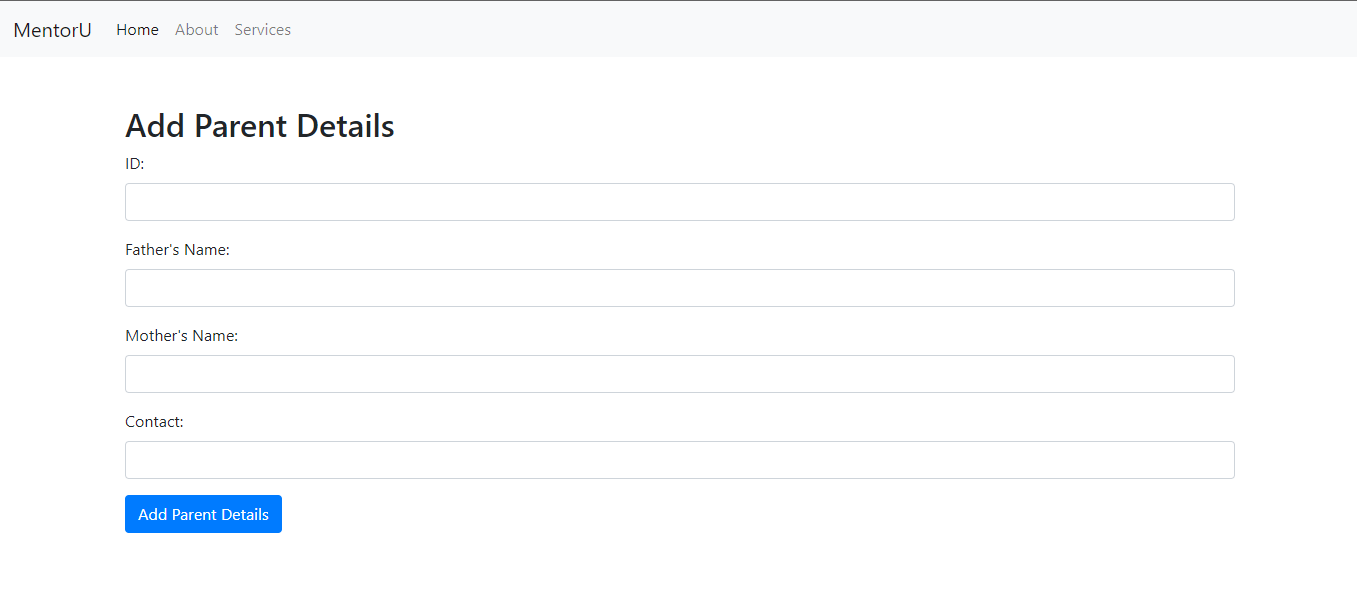 MentorU Home About Services
Add Parent Details
ID:
Father's Name:
Mother's Name:
Contact:
Add Parent Details